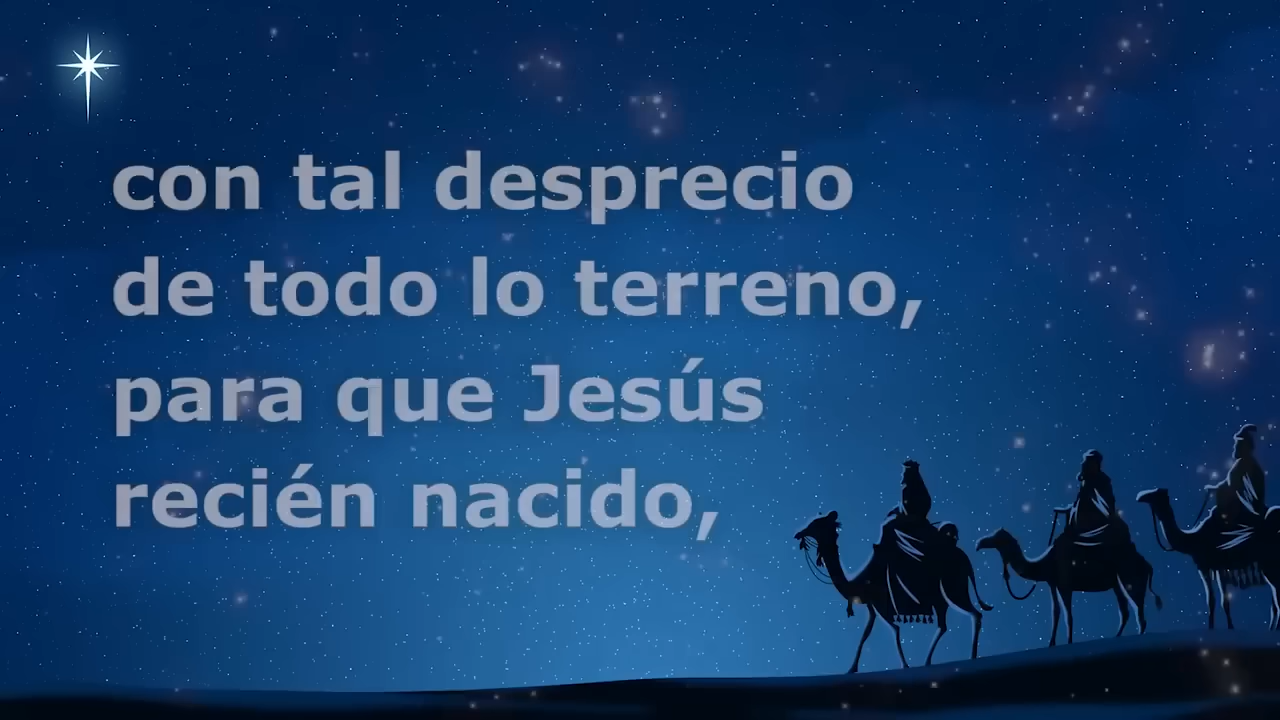 con tal desprecio
de todo lo terreno,
para que Jesús
recién nacido,